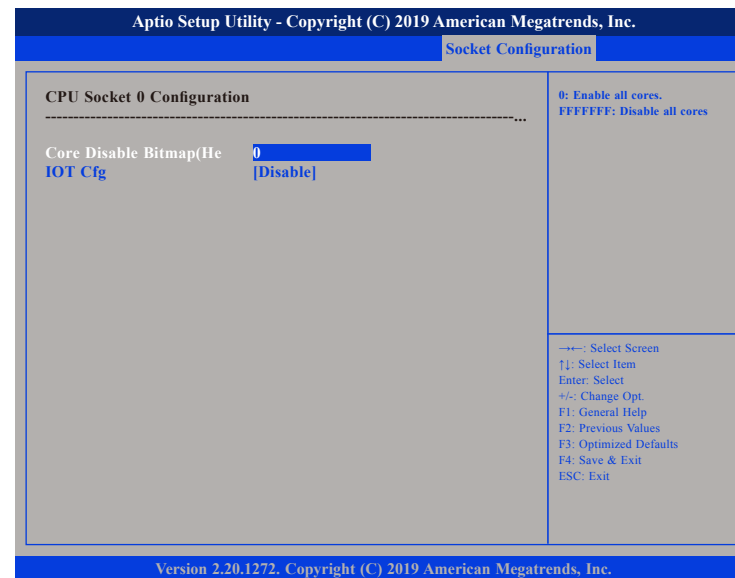 Aptio Setup Utility - Copyright (C) 2019 American Megatrends, Inc.
Socket Configuration
CPU Socket 0 Configuration
--------------------------------------------------------------------------------...
Core Disable Bitmap(He 0
IOT Cfg [Disable]
0: Enable all cores.
FFFFFFF: Disable all cores
→←: Select Screen
↑↓: Select Item
Enter: Select
+/-: Change Opt.
F1: General Help
F2: Previous Values
F3: Optimized Defaults
F4: Save & Exit
ESC: Exit
Version 2.20.1272. Copyright (C) 2019 American Megatrends, Inc.